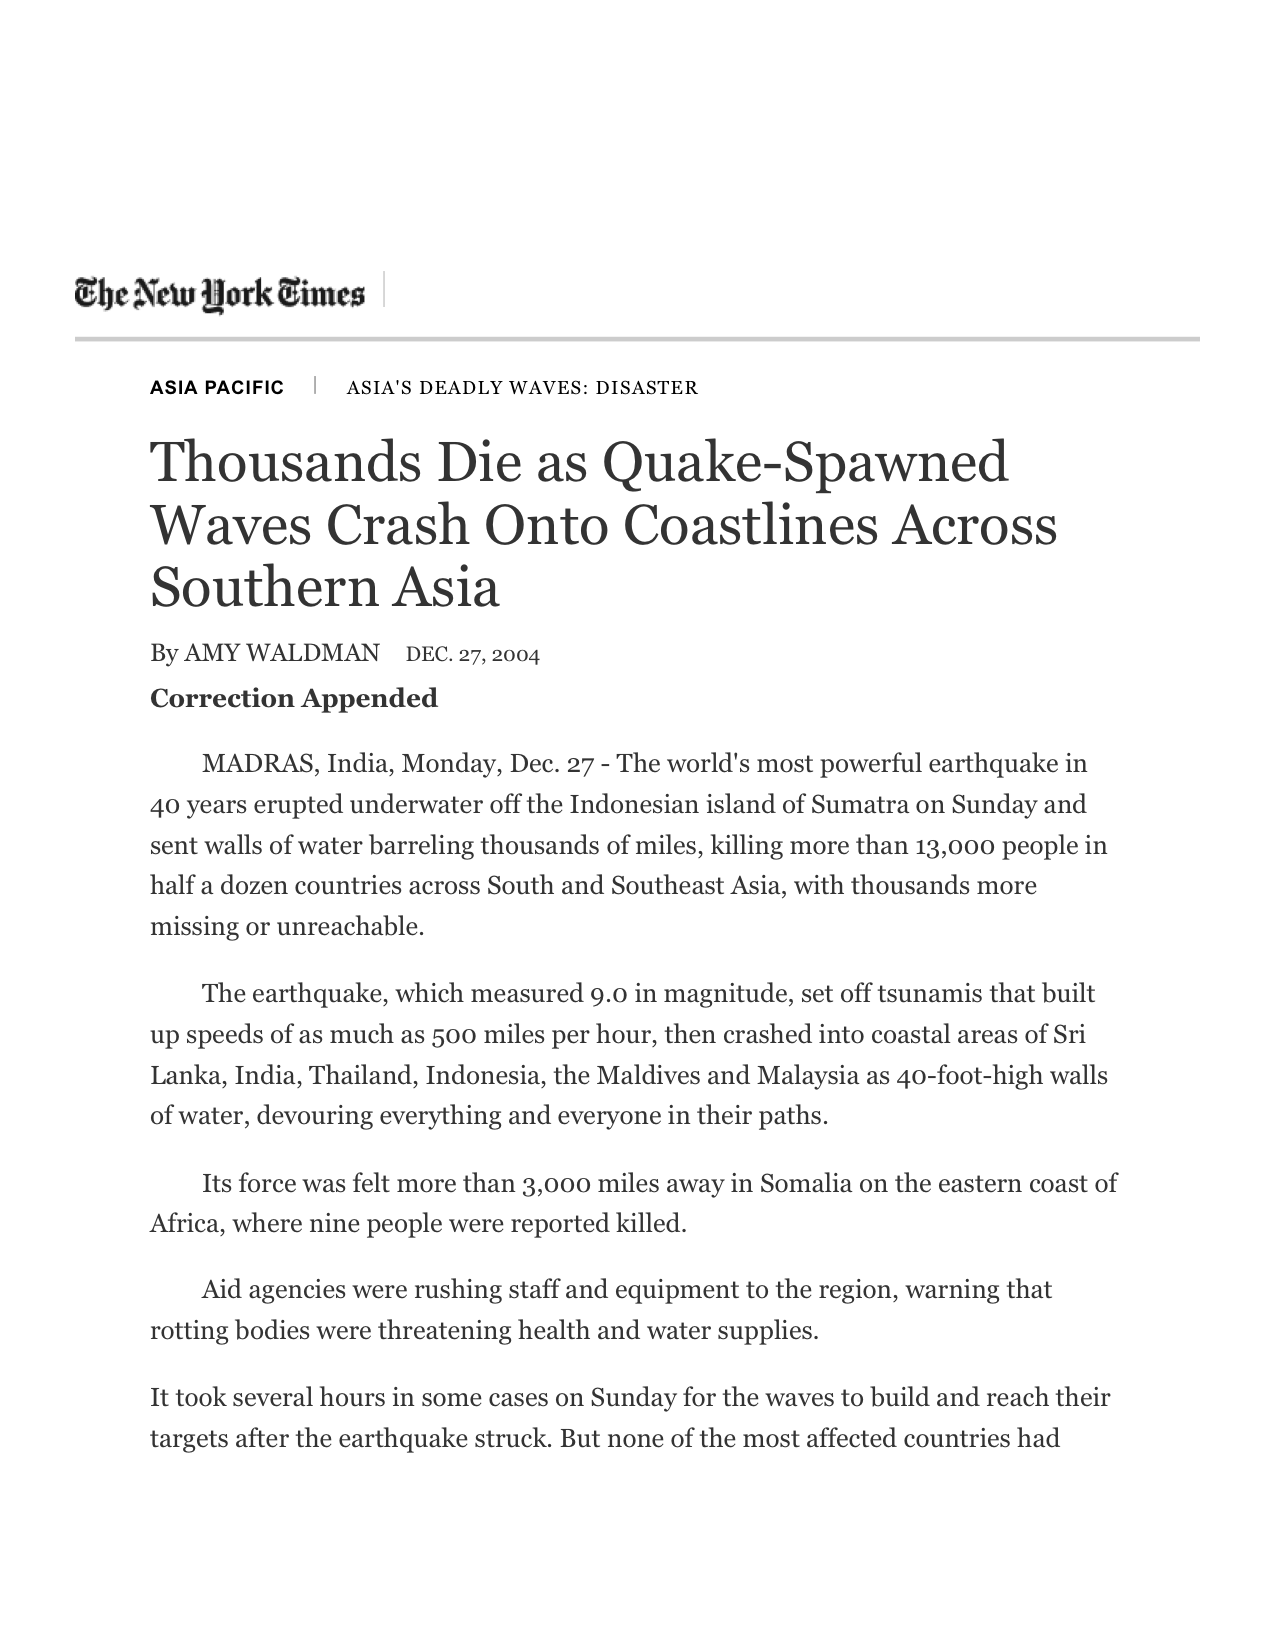 The New York Times
ASIA PACIFIC | ASIA'S DEADLY WAVES: DISASTER
Thousands Die as Quake-Spawned
Waves Crash Onto Coastlines Across
Southern Asia
By AMY WALDMAN DEC. 27, 2004
Correction Appended
MADRAS, India, Monday, Dec. 27 - The world's most powerful earthquake in
40 years erupted underwater off the Indonesian island of Sumatra on Sunday and
sent walls of water barreling thousands of miles, killing more than 13,000 people in
half a dozen countries across South and Southeast Asia, with thousands more
missing or unreachable.
The earthquake, which measured 9.0 in magnitude, set off tsunamis that built
up speeds of as much as 500 miles per hour, then crashed into coastal areas of Sri
Lanka, India, Thailand, Indonesia, the Maldives and Malaysia as 40-foot-high walls
of water, devouring everything and everyone in their paths.
Its force was felt more than 3,000 miles away in Somalia on the eastern coast of
Africa, where nine people were reported killed.
Aid agencies were rushing staff and equipment to the region, warning that
rotting bodies were threatening health and water supplies.
It took several hours in some cases on Sunday for the waves to build and reach their
targets after the earthquake struck. But none of the most affected countries had